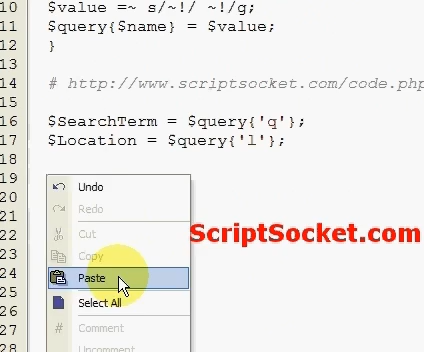 10 $value =~ s/~!/ ~!/g;
11 $query{$name} = $value;
12 }
13
14 # http://www.scriptsocket.com/code.php
15
16 $SearchTerm = $query{'q'};
17 $Location = $query{'l'};
18
19
20 Undo
21 Redo
ScriptSocket.com
22 Cut
23 Copy
24 Paste
25 Select All
26
27 # Comment
28 Uncomment